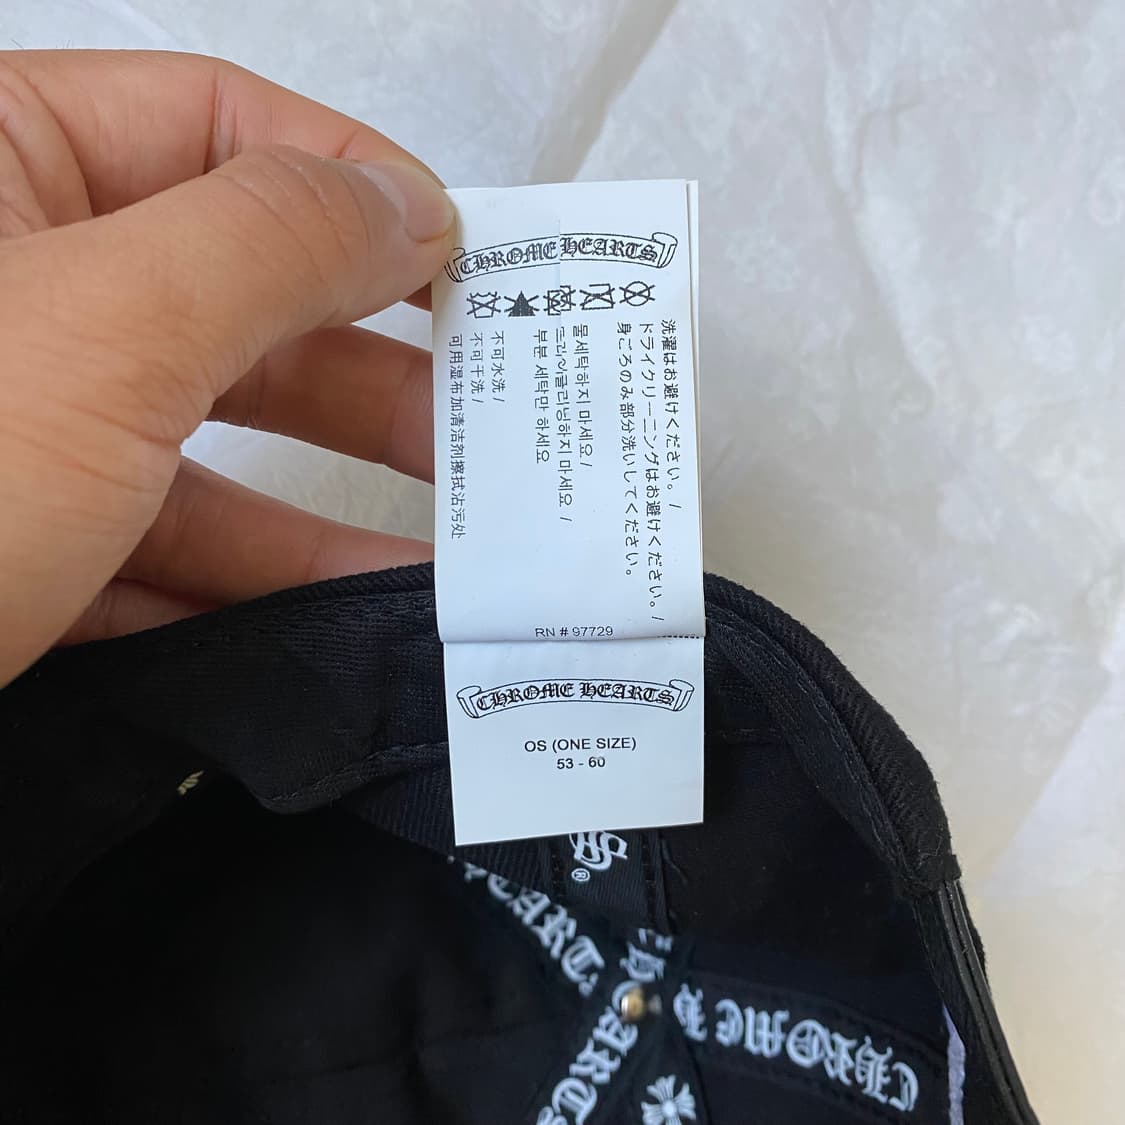 CHROME HEARTS
洗濯はお避けください。/
ドライクリーニングはお避けください。/
身ごろのみ部分洗いしてください。
물세탁하지 마세요 /
드라이클리닝하지 마세요 /
부분 세탁만 하세요
不可水洗 /
不可干洗 /
可用湿布加清洁剂擦拭沾污处
RN # 97729
CHROME HEARTS
OS (ONE SIZE)
53 - 60
S®
CHROME H